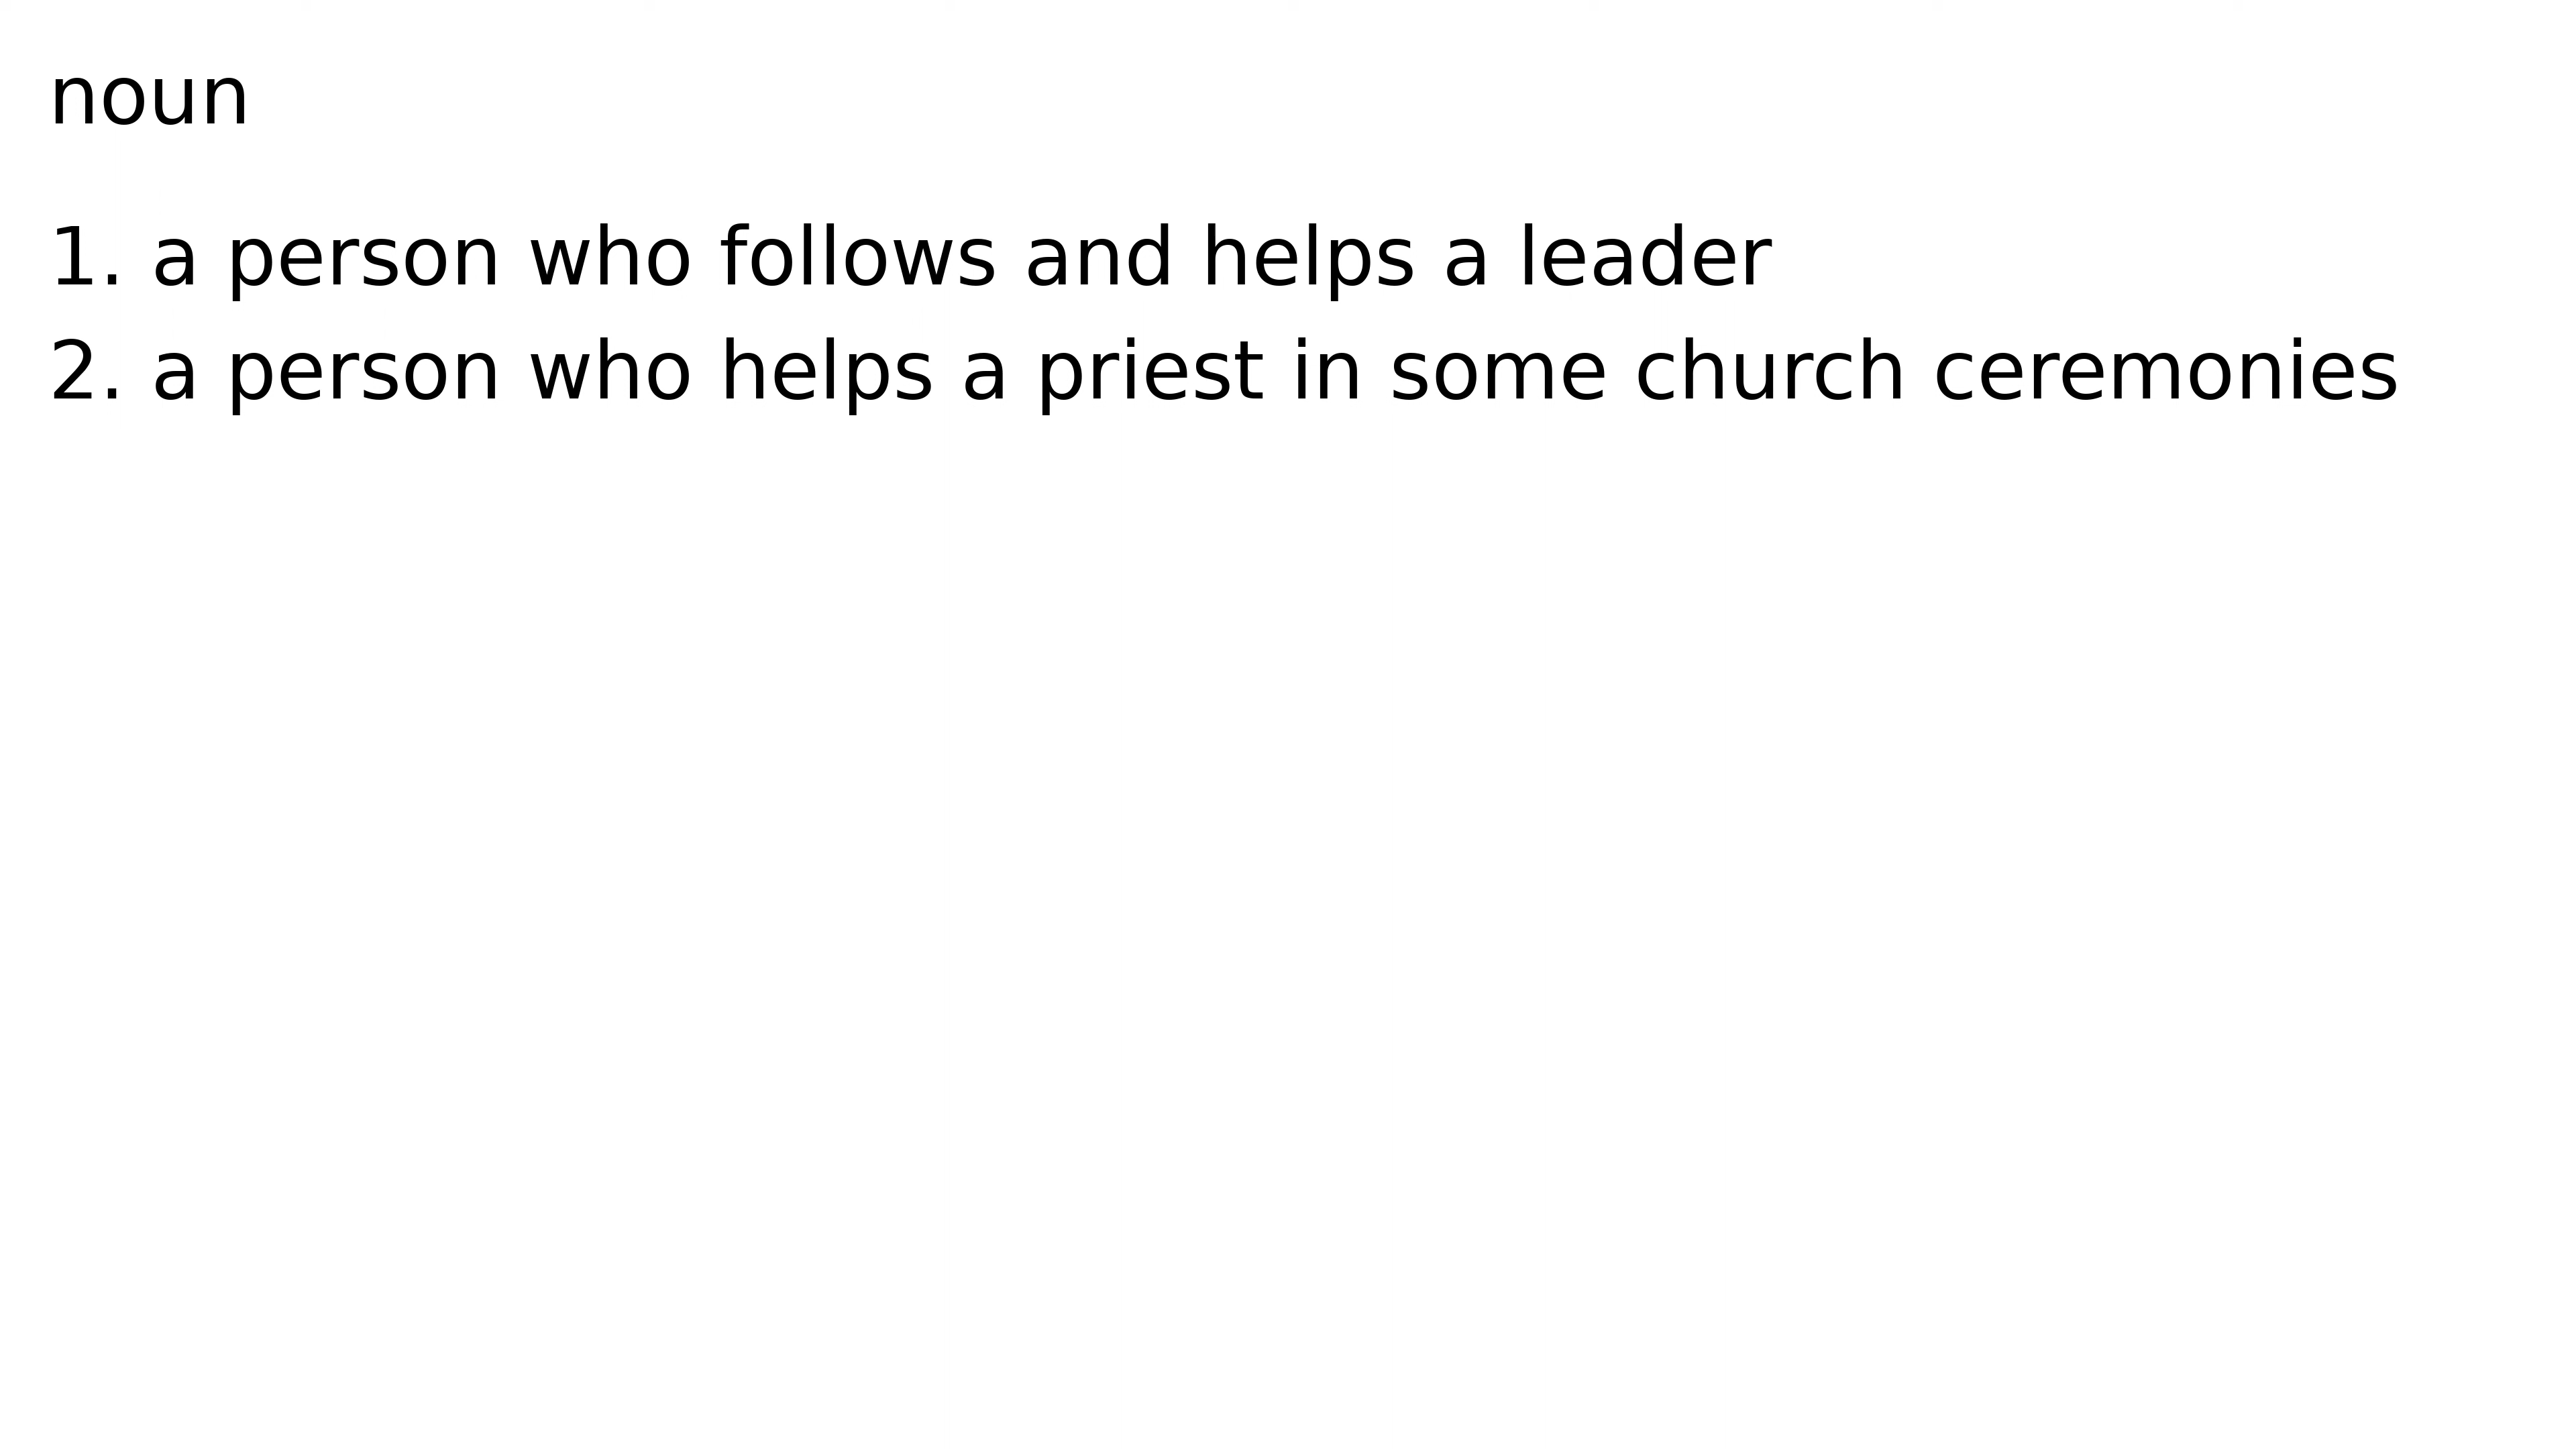 noun
1. a person who follows and helps a leader
2. a person who helps a priest in some church ceremonies